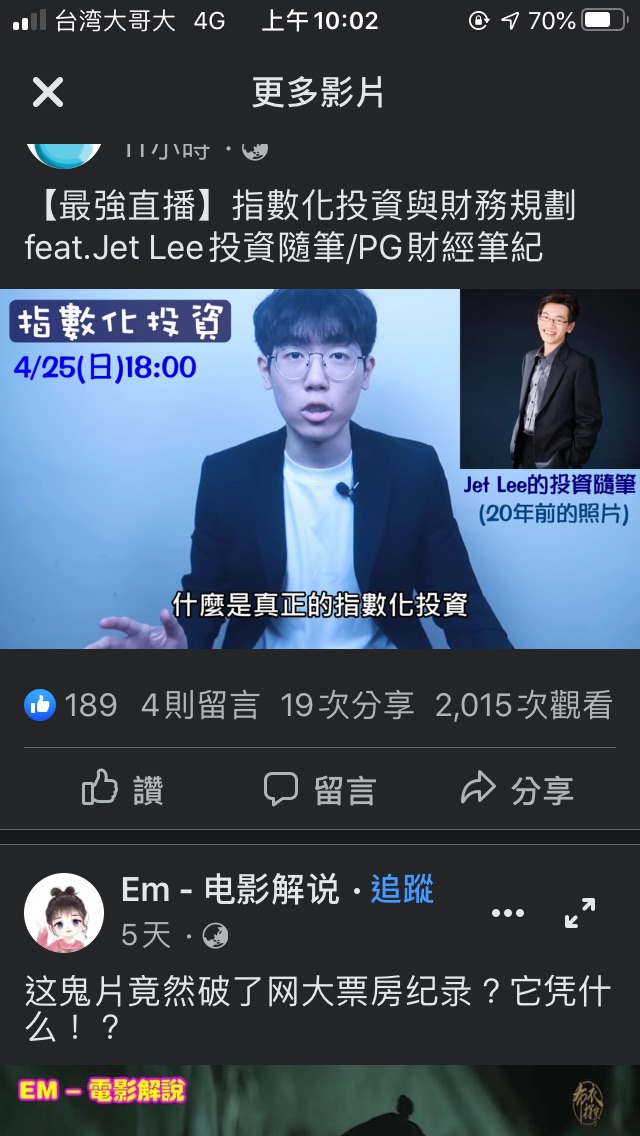 台湾大哥大 4G 上午10:02 70%
更多影片
11小時 ·
【最強直播】指數化投資與財務規劃
feat.Jet Lee投資隨筆/PG財經筆紀
指數化投資
4/25(日)18:00
Jet Lee的投資隨筆
(20年前的照片)
什麼是真正的指數化投資
189 4則留言 19次分享 2,015次觀看
讚 留言 分享
Em - 电影解说 · 追蹤
5天 ·
这鬼片竟然破了网大票房纪录？它凭什
么！？
EM – 電影解說